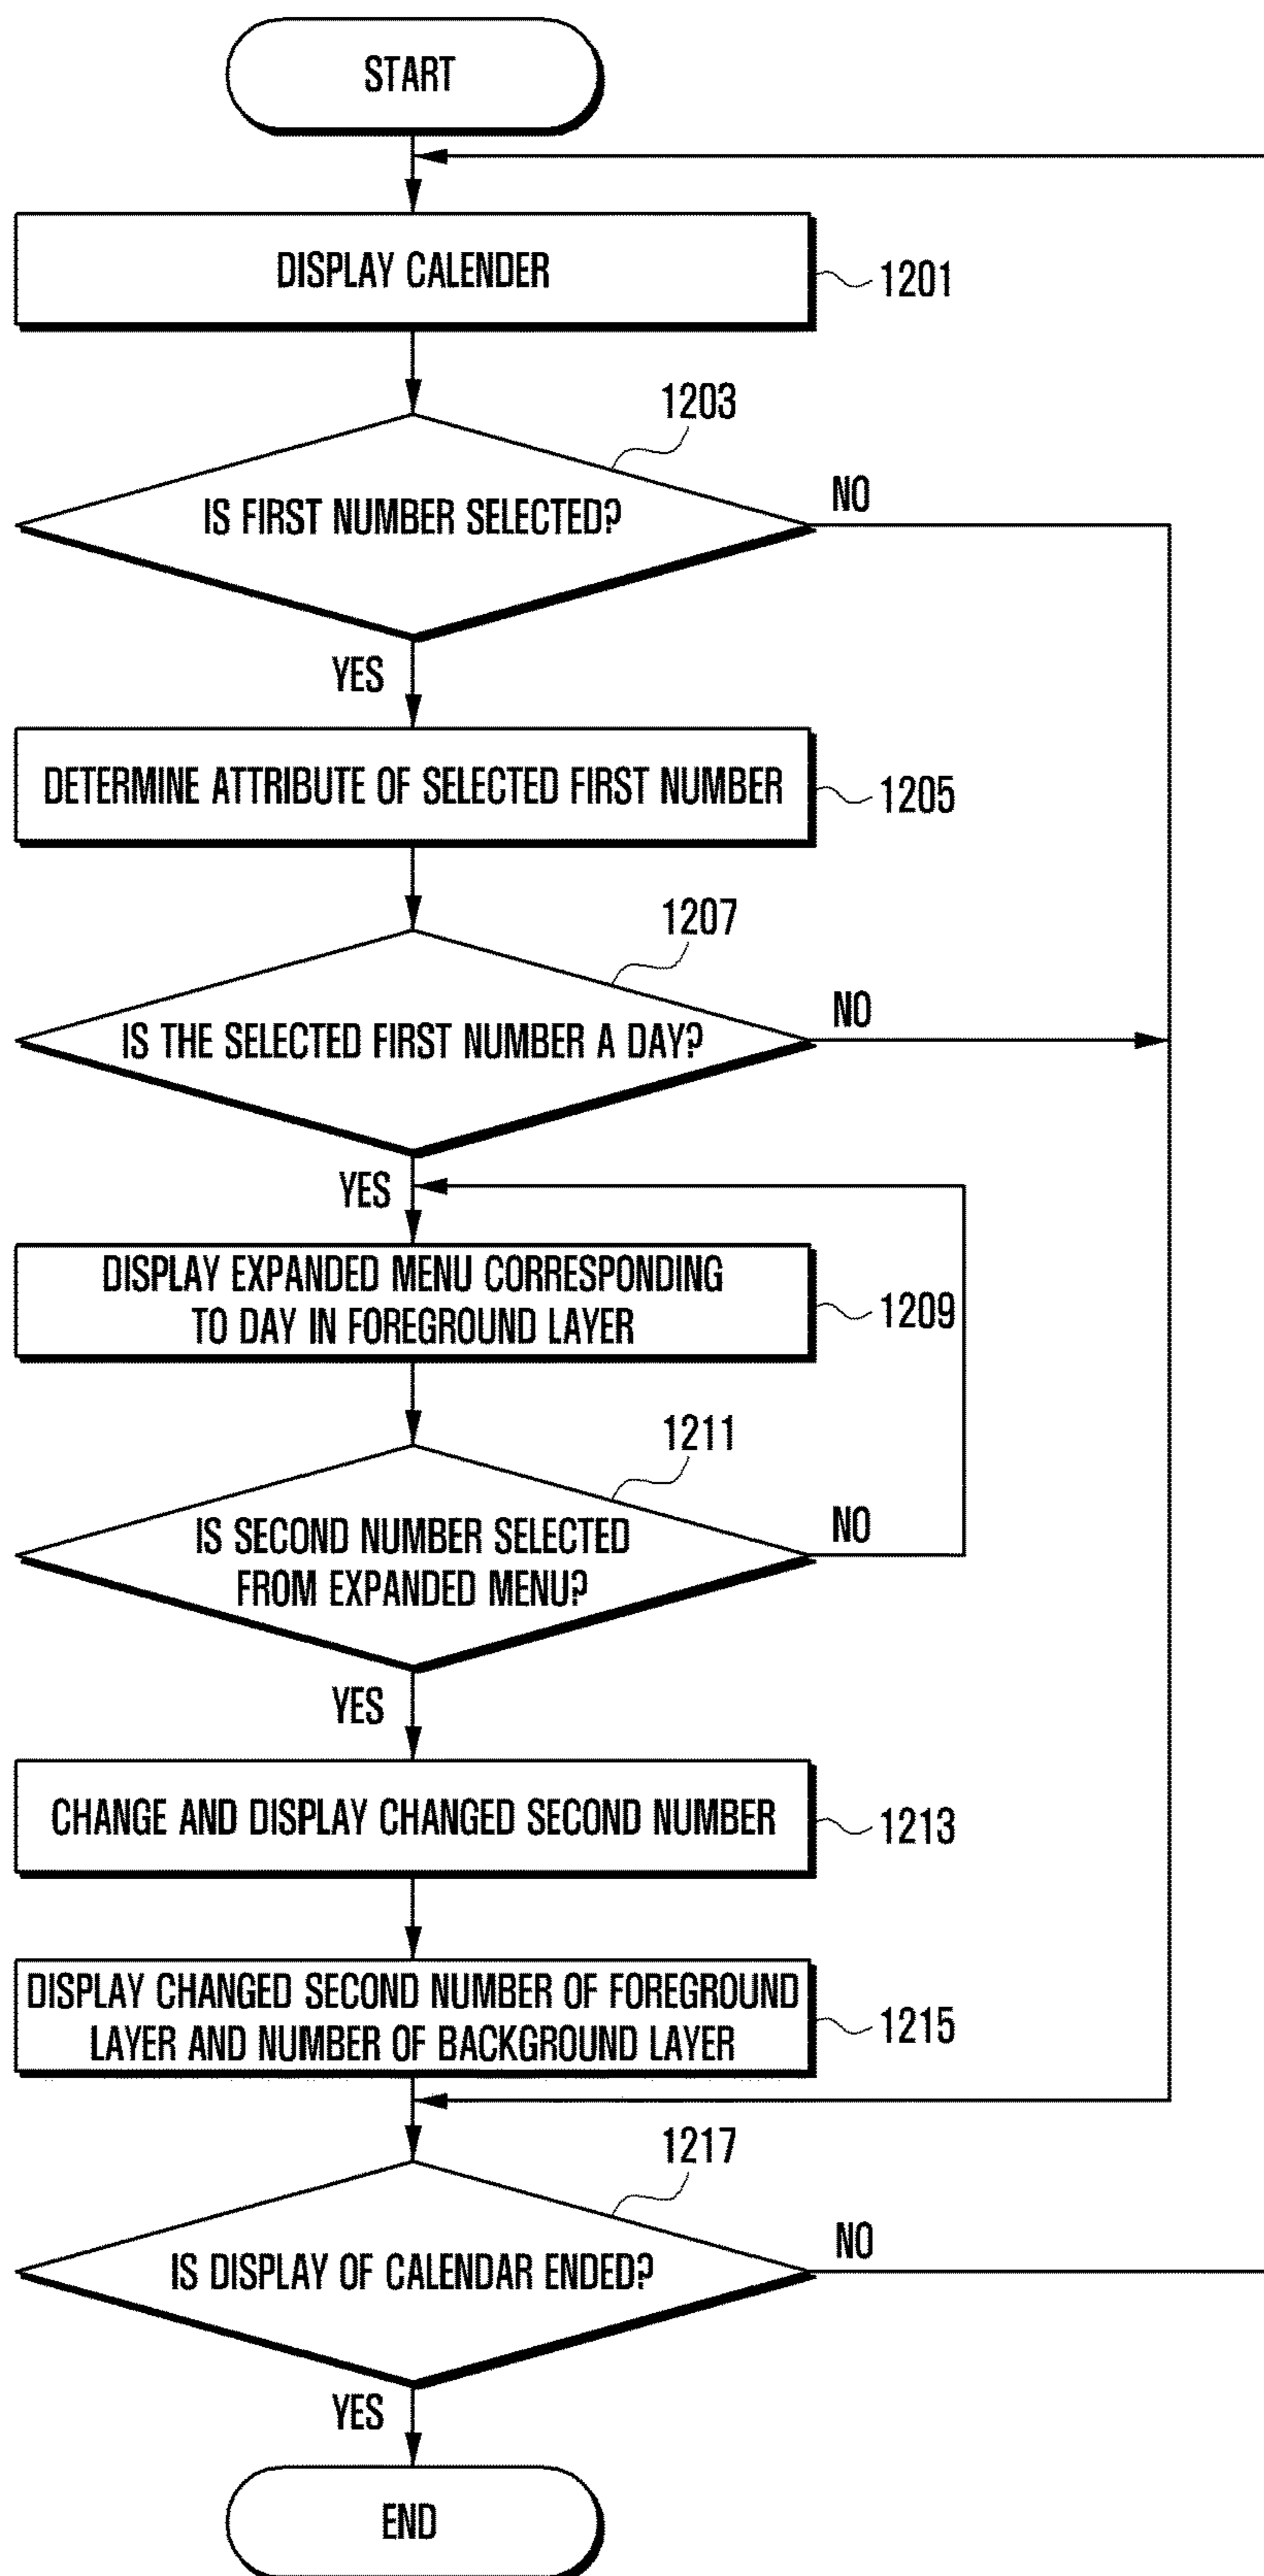 START
DISPLAY CALENDER
1201
1203
IS FIRST NUMBER SELECTED?
NO
YES
DETERMINE ATTRIBUTE OF SELECTED FIRST NUMBER
1205
1207
IS THE SELECTED FIRST NUMBER A DAY?
NO
YES
DISPLAY EXPANDED MENU CORRESPONDING
TO DAY IN FOREGROUND LAYER
1209
1211
IS SECOND NUMBER SELECTED
FROM EXPANDED MENU?
NO
YES
CHANGE AND DISPLAY CHANGED SECOND NUMBER
1213
DISPLAY CHANGED SECOND NUMBER OF FOREGROUND
LAYER AND NUMBER OF BACKGROUND LAYER
1215
1217
IS DISPLAY OF CALENDAR ENDED?
NO
YES
END